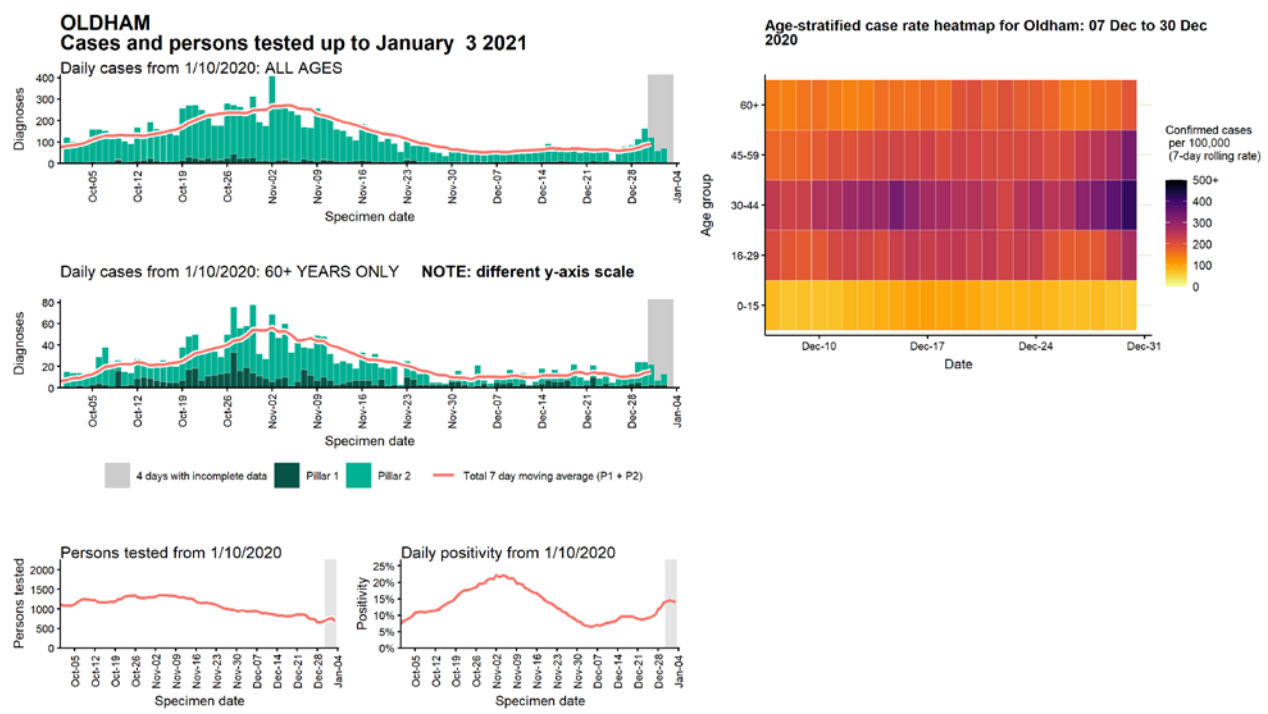 OLDHAM
Cases and persons tested up to January 3 2021
Daily cases from 1/10/2020: ALL AGES
Diagnoses
400
300
200
100
0
Oct-05
Oct-12
Oct-19
Oct-26
Nov-02
Nov-09
Nov-16
Nov-23
Nov-30
Dec-07
Dec-14
Dec-21
Dec-28
Jan-04
Specimen date
Daily cases from 1/10/2020: 60+ YEARS ONLY NOTE: different y-axis scale
Diagnoses
80
60
40
20
0
Oct-05
Oct-12
Oct-19
Oct-26
Nov-02
Nov-09
Nov-16
Nov-23
Nov-30
Dec-07
Dec-14
Dec-21
Dec-28
Jan-04
Specimen date
4 days with incomplete data
Pillar 1
Pillar 2
Total 7 day moving average (P1 + P2)
Persons tested from 1/10/2020
Persons tested
2000
1500
1000
500
0
Oct-05
Oct-12
Oct-19
Oct-26
Nov-02
Nov-09
Nov-16
Nov-23
Nov-30
Dec-07
Dec-14
Dec-21
Dec-28
Jan-04
Specimen date
Daily positivity from 1/10/2020
Positivity
25%
20%
15%
10%
5%
0%
Oct-05
Oct-12
Oct-19
Oct-26
Nov-02
Nov-09
Nov-16
Nov-23
Nov-30
Dec-07
Dec-14
Dec-21
Dec-28
Jan-04
Specimen date
Age-stratified case rate heatmap for Oldham: 07 Dec to 30 Dec
2020
Age group
60+
45-59
30-44
16-29
0-15
Dec-10
Dec-17
Dec-24
Dec-31
Date
Confirmed cases
per 100,000
(7-day rolling rate)
500+
400
300
200
100
0